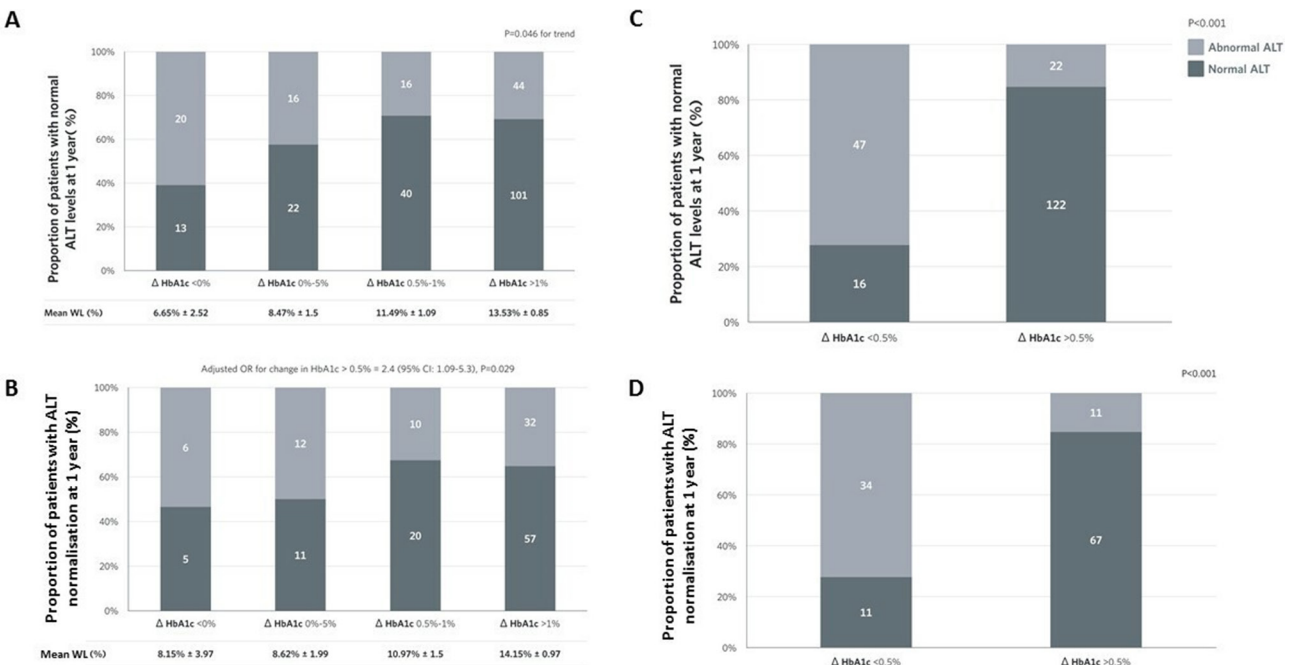 A
P=0.046 for trend
Proportion of patients with normal
ALT levels at 1 year( %)
100%
80%
60%
40%
20%
0%
20
16
16
44
13
22
40
101
Δ HbA1c <0%
Δ HbA1c 0%-5%
Δ HbA1c 0.5%-1%
Δ HbA1c >1%
Mean WL (%)
6.65% ± 2.52
8.47% ± 1.5
11.49% ± 1.09
13.53% ± 0.85
B
Adjusted OR for change in HbA1c > 0.5% = 2.4 (95% CI: 1.09-5.3), P=0.029
Proportion of patients with ALT
normalisation at 1 year (%)
100%
80%
60%
40%
20%
0%
6
12
10
32
5
11
20
57
Δ HbA1c <0%
Δ HbA1c 0%-5%
Δ HbA1c 0.5%-1%
Δ HbA1c >1%
Mean WL (%)
8.15% ± 3.97
8.62% ± 1.99
10.97% ± 1.5
14.15% ± 0.97
C
P<0.001
Abnormal ALT
Normal ALT
Proportion of patients with normal
ALT levels at 1 year (%)
100%
80%
60%
40%
20%
0%
47
22
16
122
Δ HbA1c <0.5%
Δ HbA1c >0.5%
D
P<0.001
Proportion of patients with ALT
normalisation at 1 year (%)
100%
80%
60%
40%
20%
0%
34
11
11
67
Δ HbA1c <0.5%
Δ HbA1c >0.5%